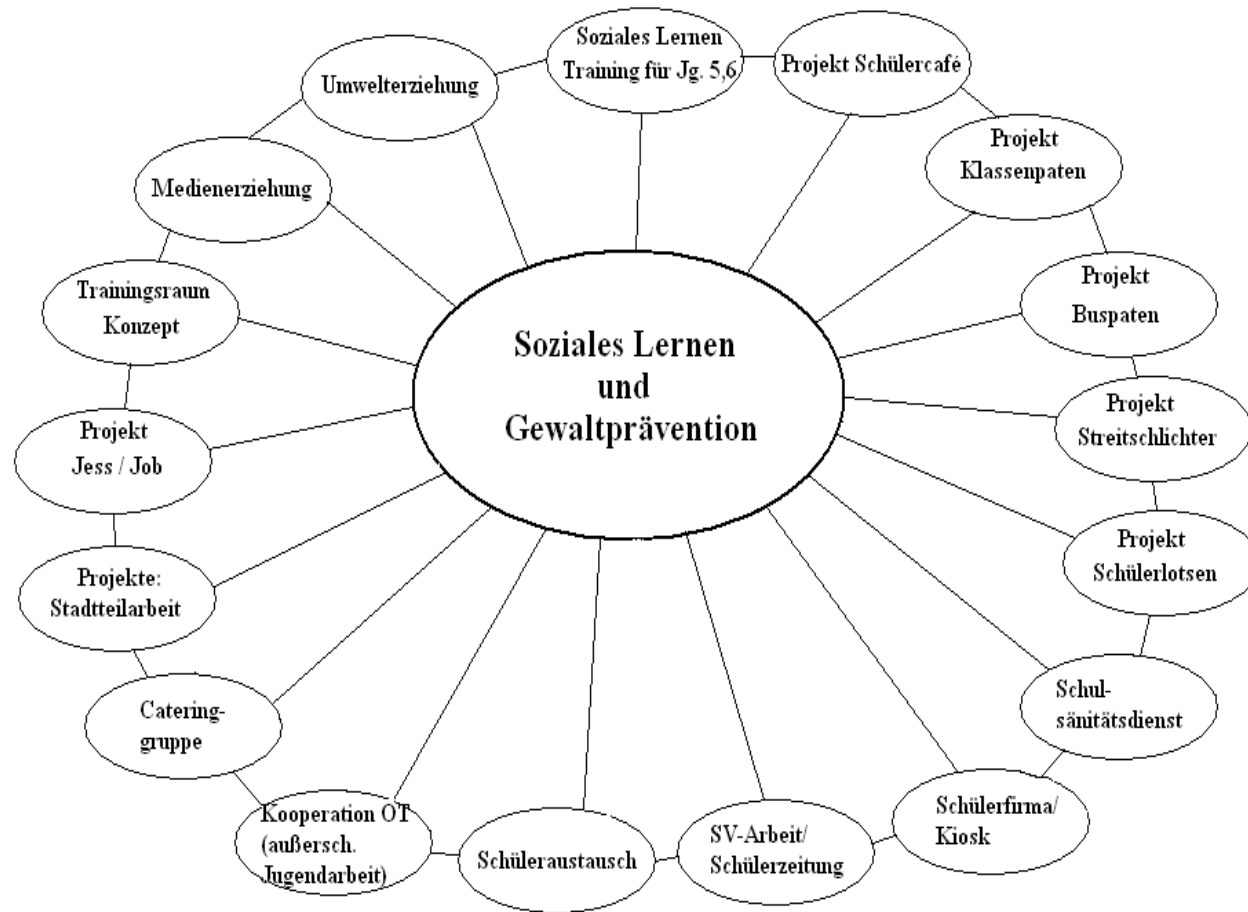 Soziales Lernen
und
Gewaltprävention
Soziales Lernen
Training für Jg. 5,6
Projekt Schülercafé
Projekt
Klassenpaten
Projekt
Buspaten
Projekt
Streitschlichter
Projekt
Schülerlotsen
Schul-
sänitätsdienst
Schülerfirma/
Kiosk
SV-Arbeit/
Schülerzeitung
Schüleraustausch
Kooperation OT
(außersch.
Jugendarbeit)
Catering-
gruppe
Projekte:
Stadtteilarbeit
Projekt
Jess / Job
Trainingsraum
Konzept
Medienerziehung
Umwelterziehung